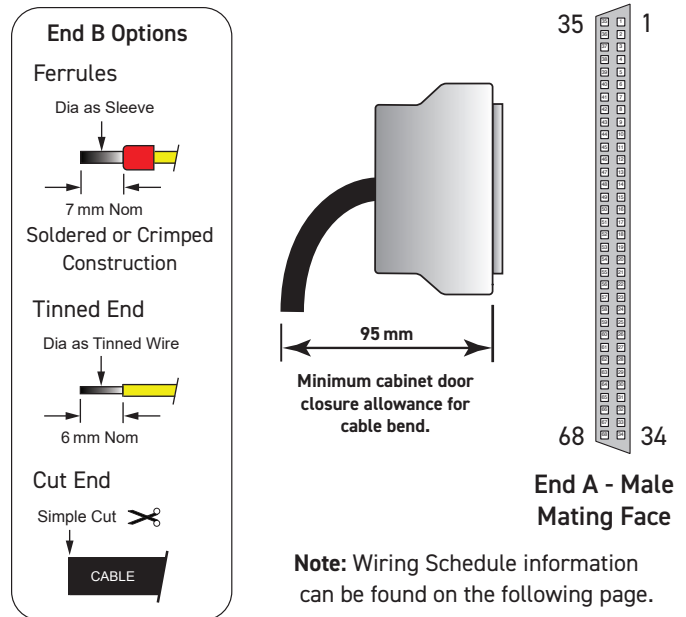 End B Options
Ferrules
Dia as Sleeve
7 mm Nom
Soldered or Crimped
Construction
Tinned End
Dia as Tinned Wire
6 mm Nom
Cut End
Simple Cut
CABLE
95 mm
Minimum cabinet door
closure allowance for
cable bend.
35
1
68
34
End A - Male
Mating Face
Note: Wiring Schedule information
can be found on the following page.